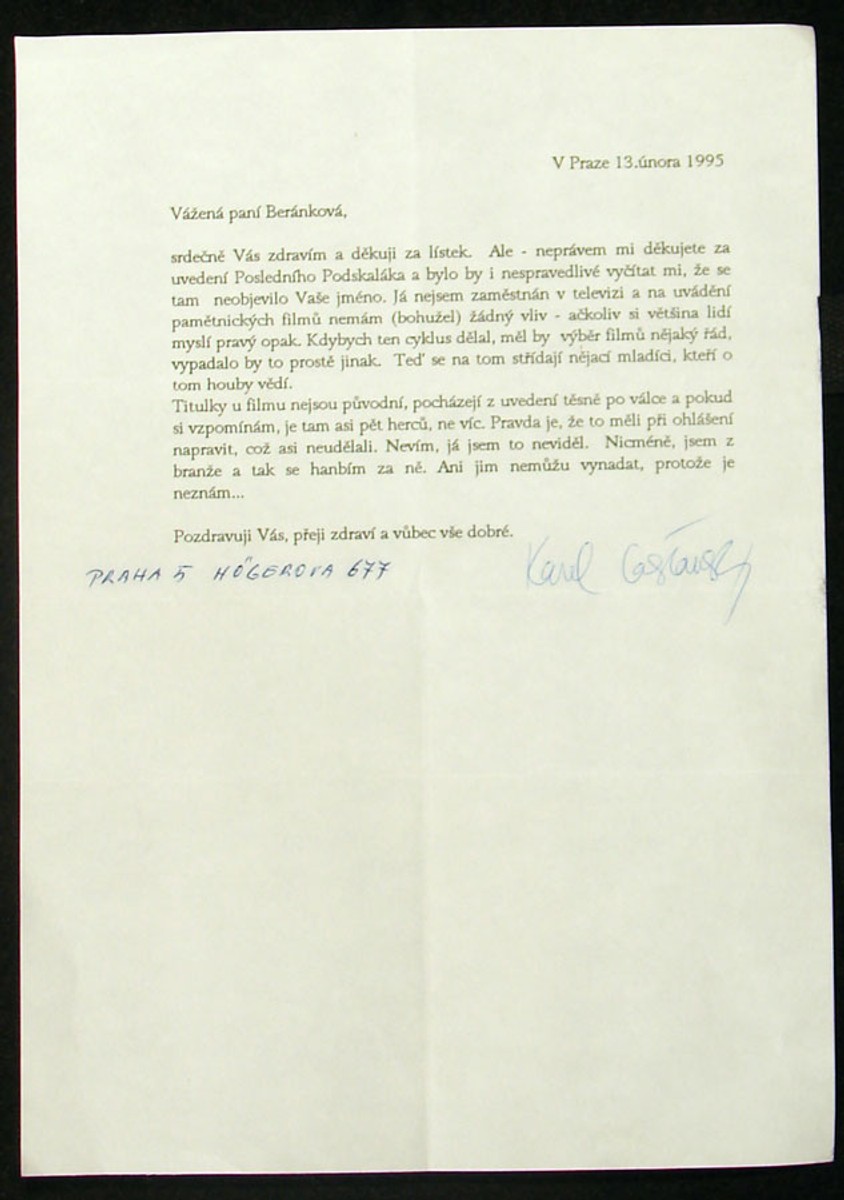 V Praze 13.února 1995
Vážená paní Beránková,
srdečně Vás zdravím a děkuji za lístek. Ale - neprávem mi děkujete za
uvedení Posledního Podskaláka a bylo by i nespravedlivé vyčítat mi, že se
tam neobjevilo Vaše jméno. Já nejsem zaměstnán v televizi a na uvádění
pamětnických filmů nemám (bohužel) žádný vliv - ačkoliv si většina lidí
myslí pravý opak. Kdybych ten cyklus dělal, měl by výběr filmů nějaký řád,
vypadalo by to prostě jinak. Teď se na tom střídají nějací mladíci, kteří o
tom houby vědí.
Titulky u filmu nejsou původní, pocházejí z uvedení těsně po válce a pokud
si vzpomínám, je tam asi pět herců, ne víc. Pravda je, že to měli při ohlášení
napravit, což asi neudělali. Nevím, já jsem to neviděl. Nicméně, jsem z
branže a tak se hanbím za ně. Ani jim nemůžu vynadat, protože je
neznám...
Pozdravuji Vás, přeji zdraví a vůbec vše dobré.
PRAHA 5 HÖGEROVA 677
Karel